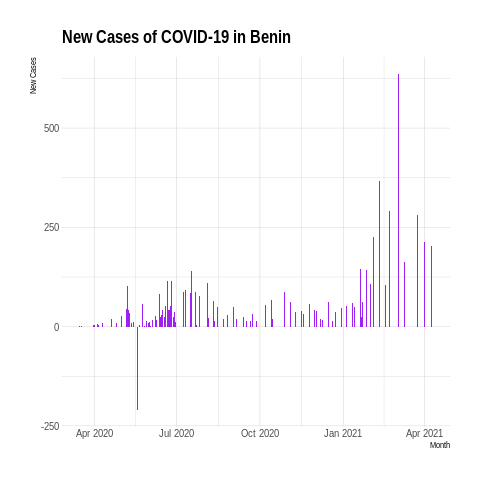 New Cases of COVID-19 in Benin
New Cases
500
250
0
-250
Apr 2020 Jul 2020 Oct 2020 Jan 2021 Apr 2021
Month